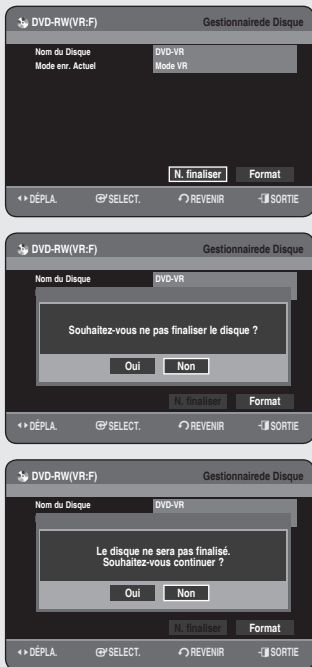 DVD-RW(VR:F) Gestionnairede Disque
Nom du Disque DVD-VR
Mode enr. Actuel Mode VR
N. finaliser Format
DÉPLA. SELECT. REVENIR SORTIE
DVD-RW(VR:F) Gestionnairede Disque
Nom du Disque DVD-VR
Souhaitez-vous ne pas finaliser le disque ?
Oui Non
N. finaliser Format
DÉPLA. SELECT. REVENIR SORTIE
DVD-RW(VR:F) Gestionnairede Disque
Nom du Disque DVD-VR
Le disque ne sera pas finalisé.
Souhaitez-vous continuer ?
Oui Non
N. finaliser Format
DÉPLA. SELECT. REVENIR SORTIE